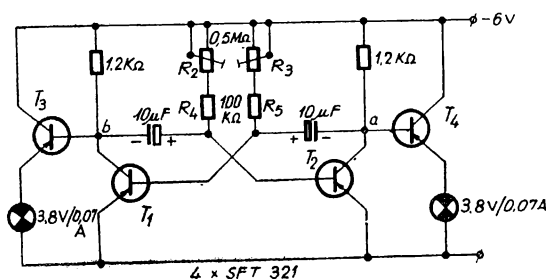 -6V
0,5MΩ
1,2KΩ
R2
R3
1,2KΩ
T3
10µF
R4
100
KΩ
R5
10µF
T4
b
- +
+ -
a
T2
3,8V/0,07
A
T1
3,8V/0,07A
4 x SFT 321